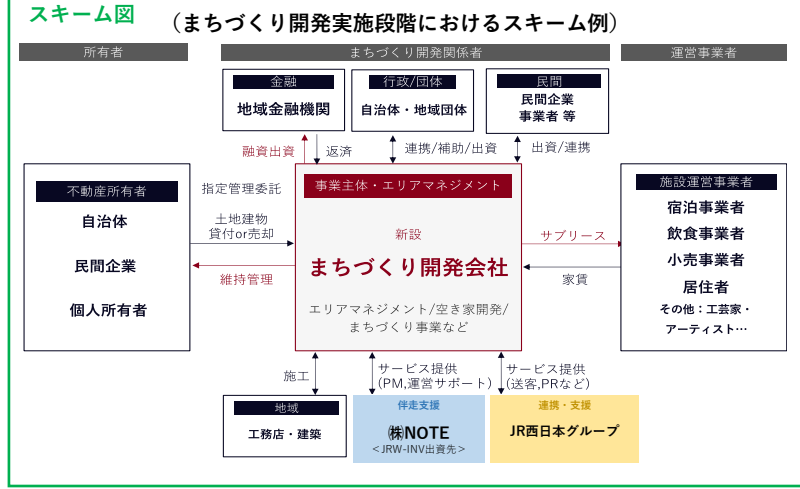 スキーム図
（まちづくり開発実施段階におけるスキーム例）
所有者
まちづくり開発関係者
運営事業者
金融
地域金融機関
行政/団体
自治体・地域団体
民間
民間企業
事業者 等
融資出資
返済
連携/補助/出資
出資/連携
不動産所有者
自治体
民間企業
個人所有者
指定管理委託
土地建物
貸付or売却
維持管理
事業主体・エリアマネジメント
新設
まちづくり開発会社
エリアマネジメント/空き家開発/
まちづくり事業など
サブリース
家賃
施設運営事業者
宿泊事業者
飲食事業者
小売事業者
居住者
その他：工芸家・
アーティスト…
施工
サービス提供
(PM,運営サポート)
サービス提供
(送客,PRなど)
地域
工務店・建築
伴走支援
㈱NOTE
<JRW-INV出資先>
連携・支援
JR西日本グループ